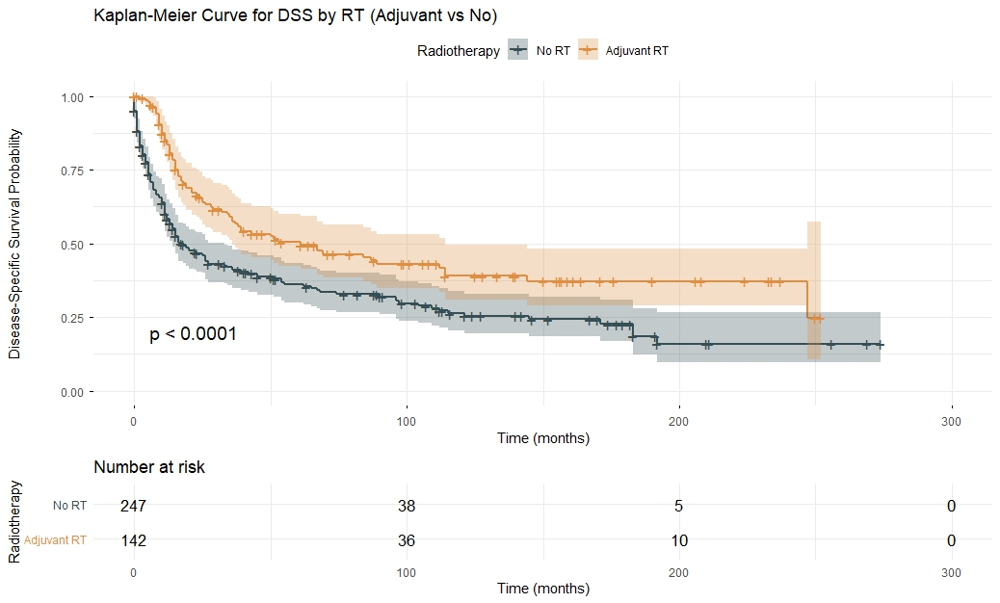 Kaplan-Meier Curve for DSS by RT (Adjuvant vs No)
Radiotherapy No RT Adjuvant RT
Disease-Specific Survival Probability
1.00
0.75
0.50
0.25
0.00
p < 0.0001
0 100 200 300
Time (months)
Number at risk
Radiotherapy
No RT 247 38 5 0
Adjuvant RT 142 36 10 0
0 100 200 300
Time (months)